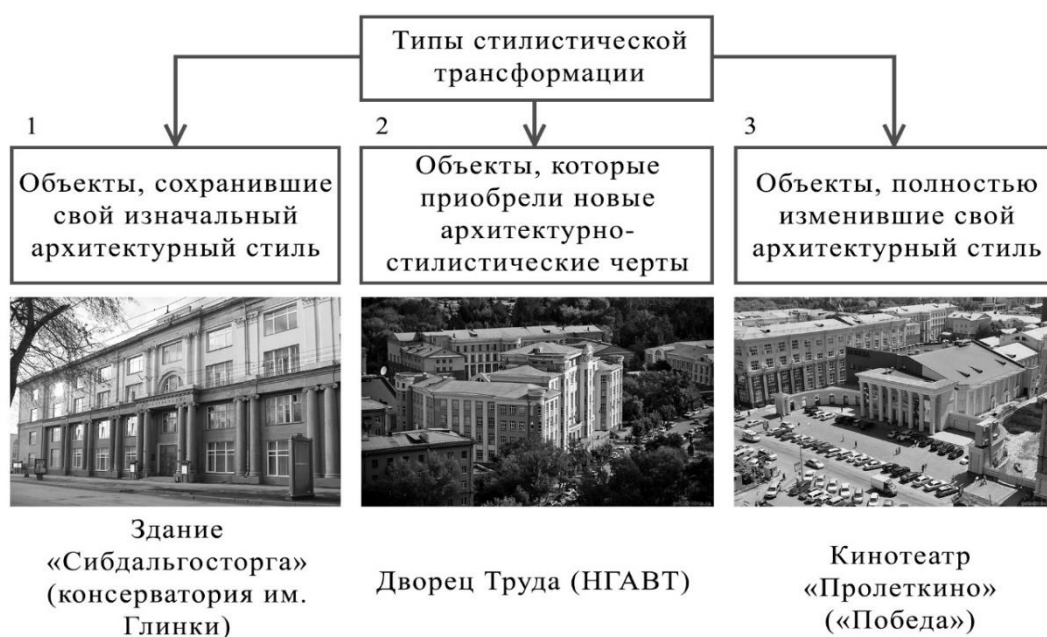 Типы стилистической
трансформации
1
Объекты, сохранившие
свой изначальный
архитектурный стиль
2
Объекты, которые
приобрели новые
архитектурно-
стилистические черты
3
Объекты, полностью
изменившие свой
архитектурный стиль
Здание
«Сибдальгосторга»
(консерватория им.
Глинки)
Дворец Труда (НГАВТ)
Кинотеатр
«Пролеткино»
(«Победа»)